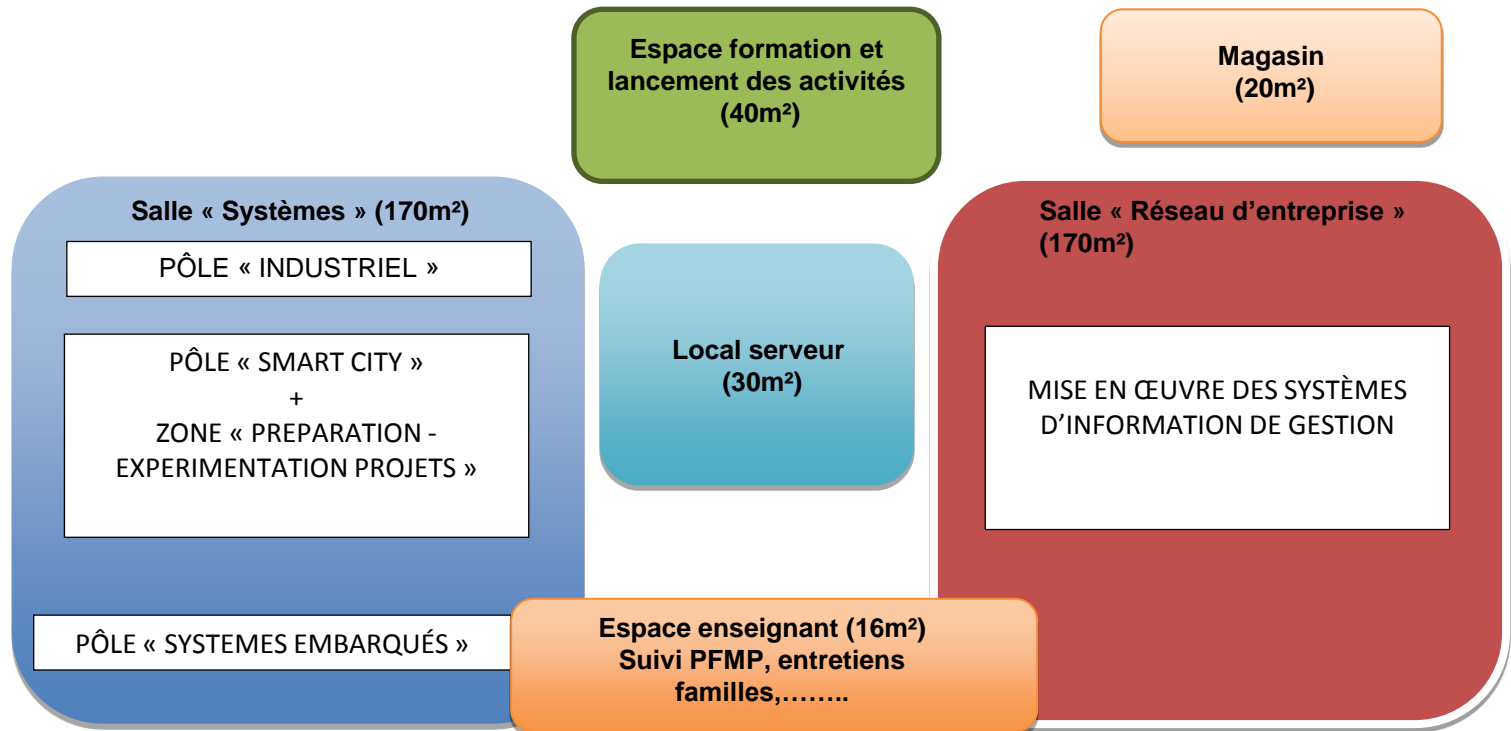 Espace formation et
lancement des activités
(40m²)
Magasin
(20m²)
Salle « Systèmes » (170m²)
PÔLE « INDUSTRIEL »
PÔLE « SMART CITY »
+
ZONE « PREPARATION -
EXPERIMENTATION PROJETS »
PÔLE « SYSTEMES EMBARQUÉS »
Local serveur
(30m²)
Salle « Réseau d’entreprise »
(170m²)
MISE EN ŒUVRE DES SYSTÈMES
D’INFORMATION DE GESTION
Espace enseignant (16m²)
Suivi PFMP, entretiens
familles,……..